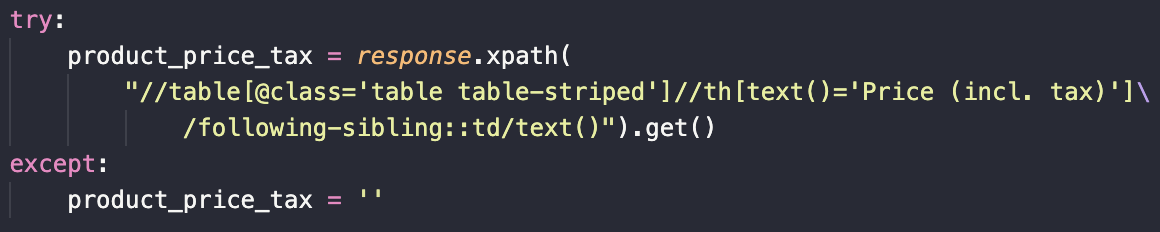 try:
    product_price_tax = response.xpath(
        "//table[@class='table table-striped']//th[text()='Price (incl. tax)']\
            /following-sibling::td/text()").get()
except:
    product_price_tax = ''